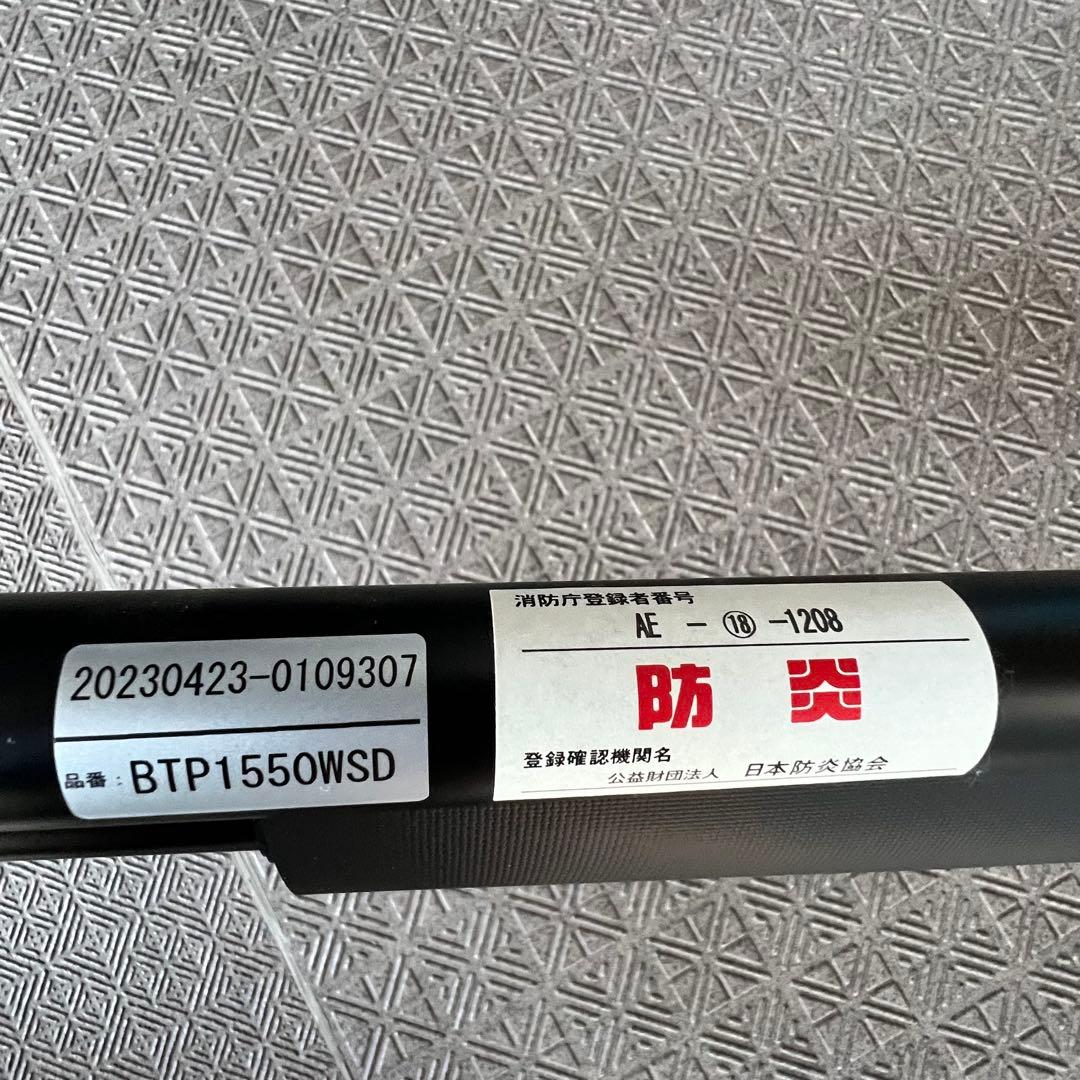 20230423-0109307
品番：BTP1550WSD
消防庁登録者番号
AE － ⑱ －1208
防 炎
登録確認機関名
公益財団法人 日本防炎協会